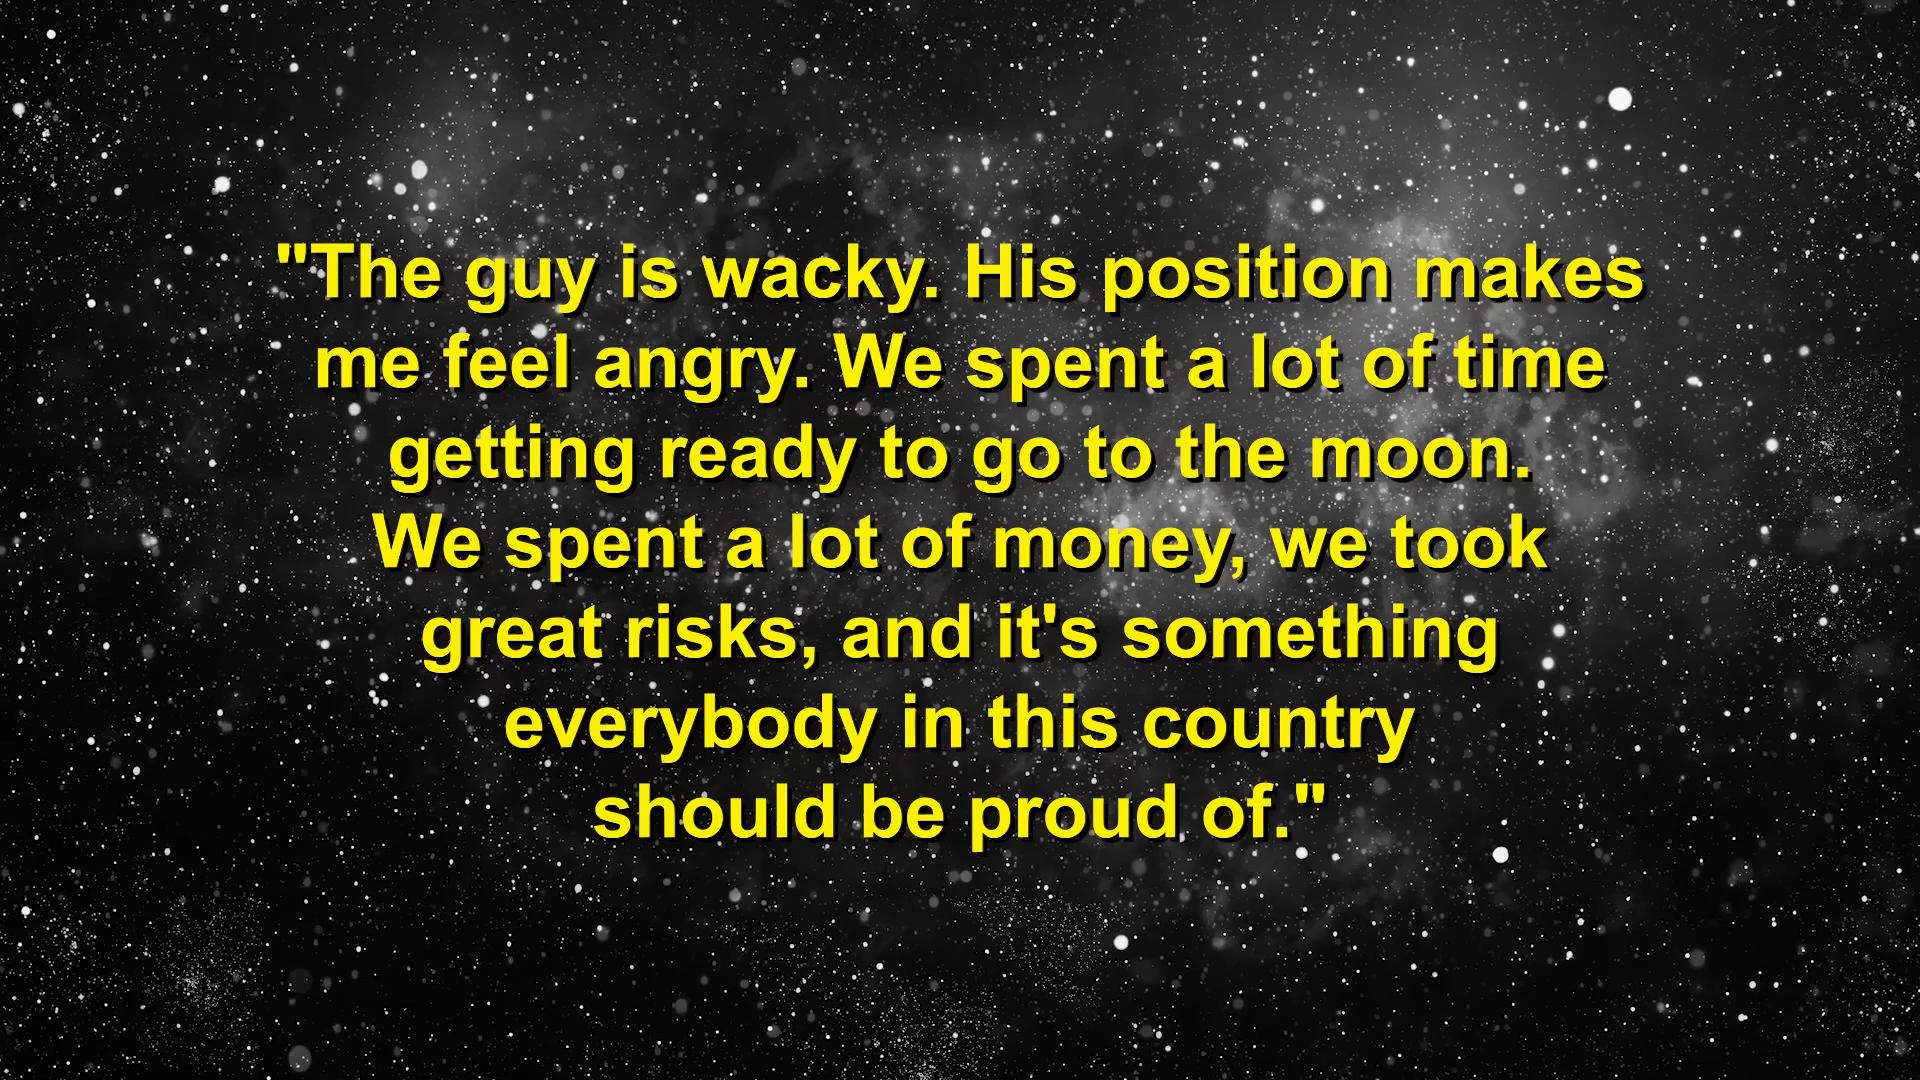 "The guy is wacky. His position makes
me feel angry. We spent a lot of time
getting ready to go to the moon.
We spent a lot of money, we took
great risks, and it's something
everybody in this country
should be proud of."